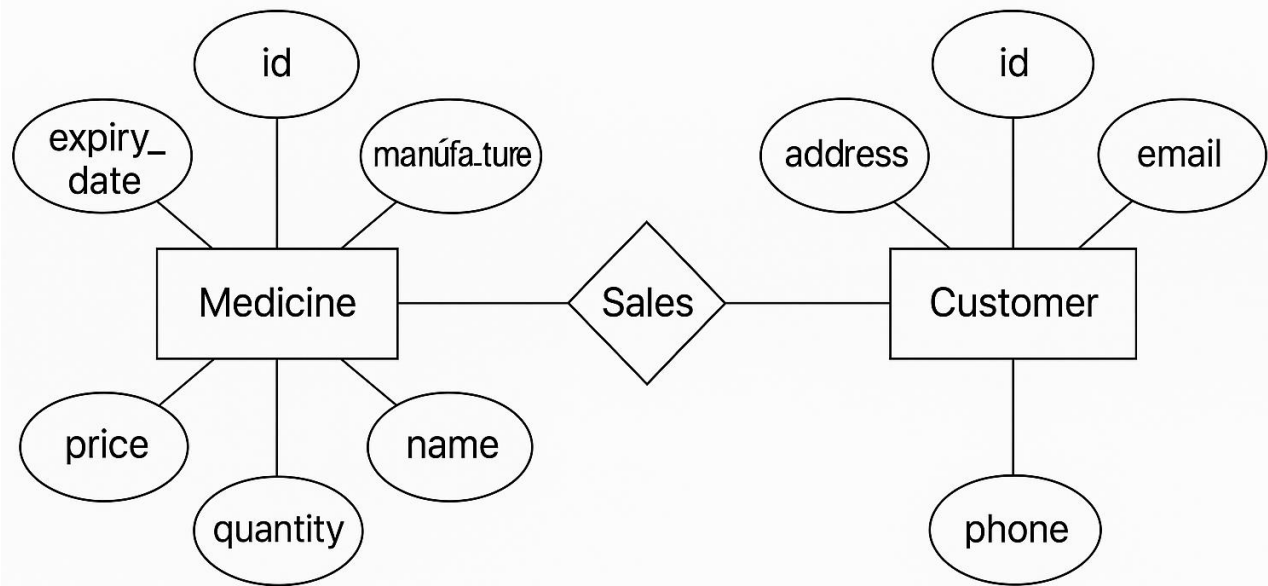 id
id
expiry_
date
manúfa_ture
address
email
Medicine
Sales
Customer
price
name
quantity
phone